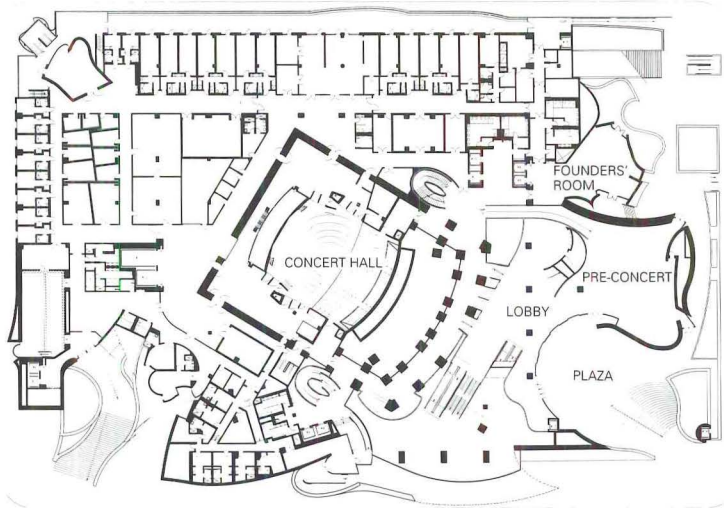 FOUNDERS'
ROOM
CONCERT HALL
PRE-CONCERT
LOBBY
PLAZA